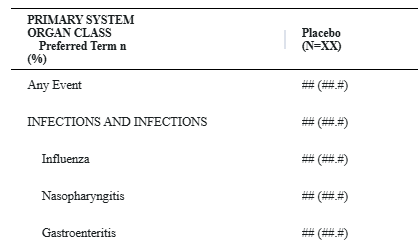 PRIMARY SYSTEM
ORGAN CLASS Placebo
Preferred Term n (N=XX)
(%)
Any Event ## (##.#)
INFECTIONS AND INFECTIONS ## (##.#)
Influenza ## (##.#)
Nasopharyngitis ## (##.#)
Gastroenteritis ## (##.#)